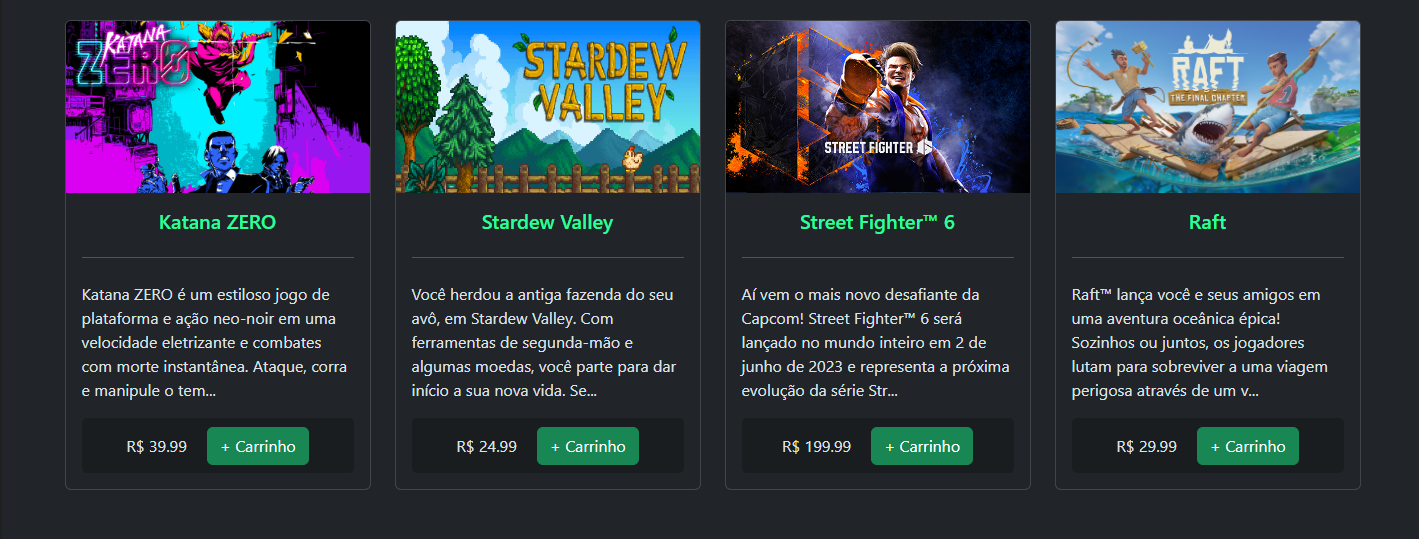 KATANA
ZERO
Katana ZERO
Katana ZERO é um estiloso jogo de
plataforma e ação neo-noir em uma
velocidade eletrizante e combates
com morte instantânea. Ataque, corra
e manipule o tem...
R$ 39.99
+ Carrinho
STARDEW
VALLEY
Stardew Valley
Você herdou a antiga fazenda do seu
avô, em Stardew Valley. Com
ferramentas de segunda-mão e
algumas moedas, você parte para dar
início a sua nova vida. Se...
R$ 24.99
+ Carrinho
STREET FIGHTER 6
Street Fighter™ 6
Aí vem o mais novo desafiante da
Capcom! Street Fighter™ 6 será
lançado no mundo inteiro em 2 de
junho de 2023 e representa a próxima
evolução da série Str...
R$ 199.99
+ Carrinho
RAFT
THE FINAL CHAPTER
Raft
Raft™ lança você e seus amigos em
uma aventura oceânica épica!
Sozinhos ou juntos, os jogadores
lutam para sobreviver a uma viagem
perigosa através de um v...
R$ 29.99
+ Carrinho